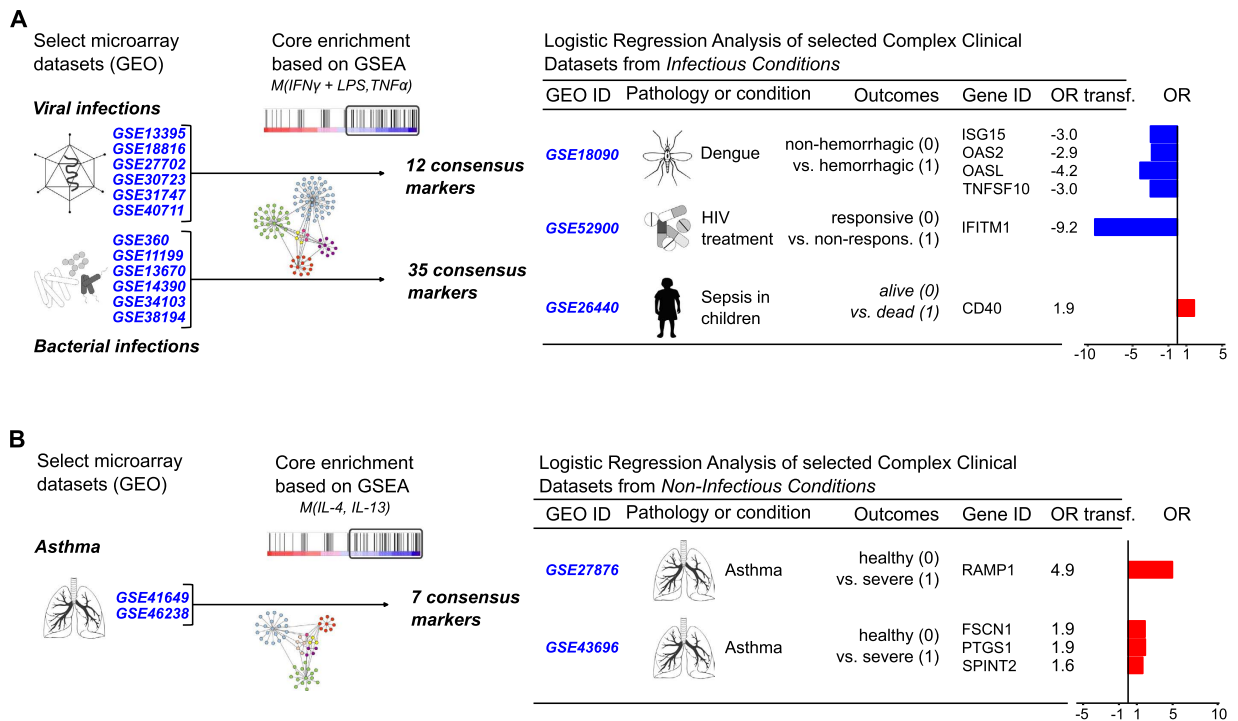 A
Select microarray
datasets (GEO)
Core enrichment
based on GSEA
M(IFNγ + LPS,TNFα)
Viral infections
GSE13395
GSE18816
GSE27702
GSE30723
GSE31747
GSE40711
12 consensus
markers
GSE360
GSE11199
GSE13670
GSE14390
GSE34103
GSE38194
35 consensus
markers
Bacterial infections
Logistic Regression Analysis of selected Complex Clinical
Datasets from Infectious Conditions
GEO ID Pathology or condition Outcomes Gene ID OR transf. OR
GSE18090
Dengue
non-hemorrhagic (0)
vs. hemorrhagic (1)
ISG15 -3.0
OAS2 -2.9
OASL -4.2
TNFSF10 -3.0
GSE52900
HIV
treatment
responsive (0)
vs. non-respons. (1)
IFITM1 -9.2
GSE26440
Sepsis in
children
alive (0)
vs. dead (1)
CD40 1.9
-10 -5 -1 1 5
B
Select microarray
datasets (GEO)
Core enrichment
based on GSEA
M(IL-4, IL-13)
Asthma
GSE41649
GSE46238
7 consensus
markers
Logistic Regression Analysis of selected Complex Clinical
Datasets from Non-Infectious Conditions
GEO ID Pathology or condition Outcomes Gene ID OR transf. OR
GSE27876
Asthma
healthy (0)
vs. severe (1)
RAMP1 4.9
GSE43696
Asthma
healthy (0)
vs. severe (1)
FSCN1 1.9
PTGS1 1.9
SPINT2 1.6
-5 -1 1 5 10